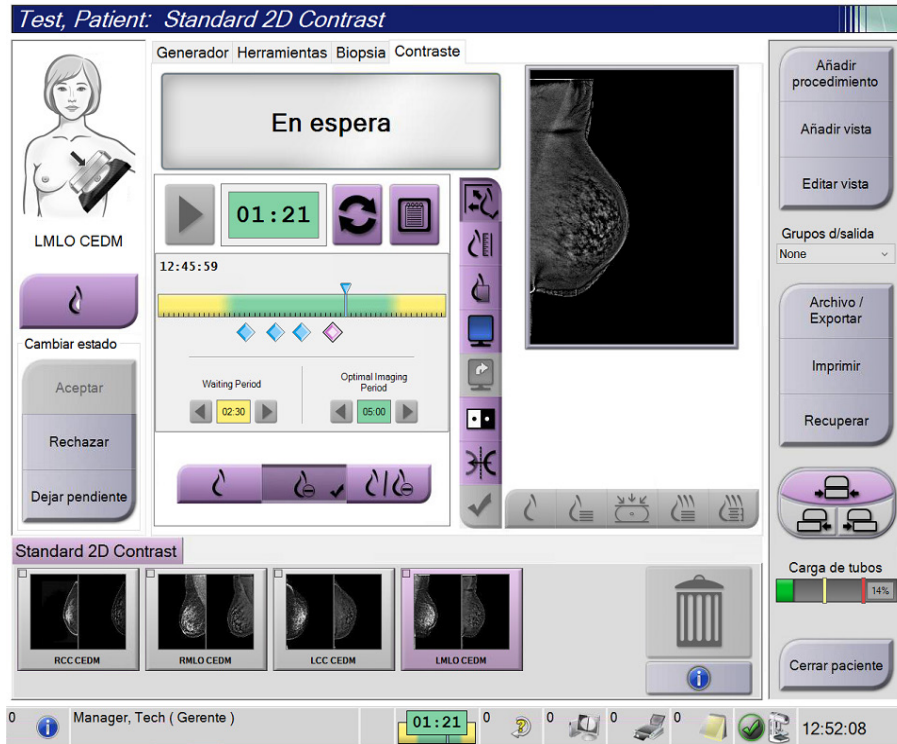 Test, Patient: Standard 2D Contrast
LMLO CEDM
Cambiar estado
Aceptar
Rechazar
Dejar pendiente
Generador Herramientas Biopsia Contraste
En espera
01:21
12:45:59
Waiting Period
02:30
Optimal Imaging
Period
05:00
Añadir
procedimiento
Añadir vista
Editar vista
Grupos d/salida
None
Archivo /
Exportar
Imprimir
Recuperar
Carga de tubos
14%
Cerrar paciente
Standard 2D Contrast
RCC CEDM
RMLO CEDM
LCC CEDM
LMLO CEDM
0 Manager, Tech ( Gerente ) 01:21 0 0 0 0 12:52:08